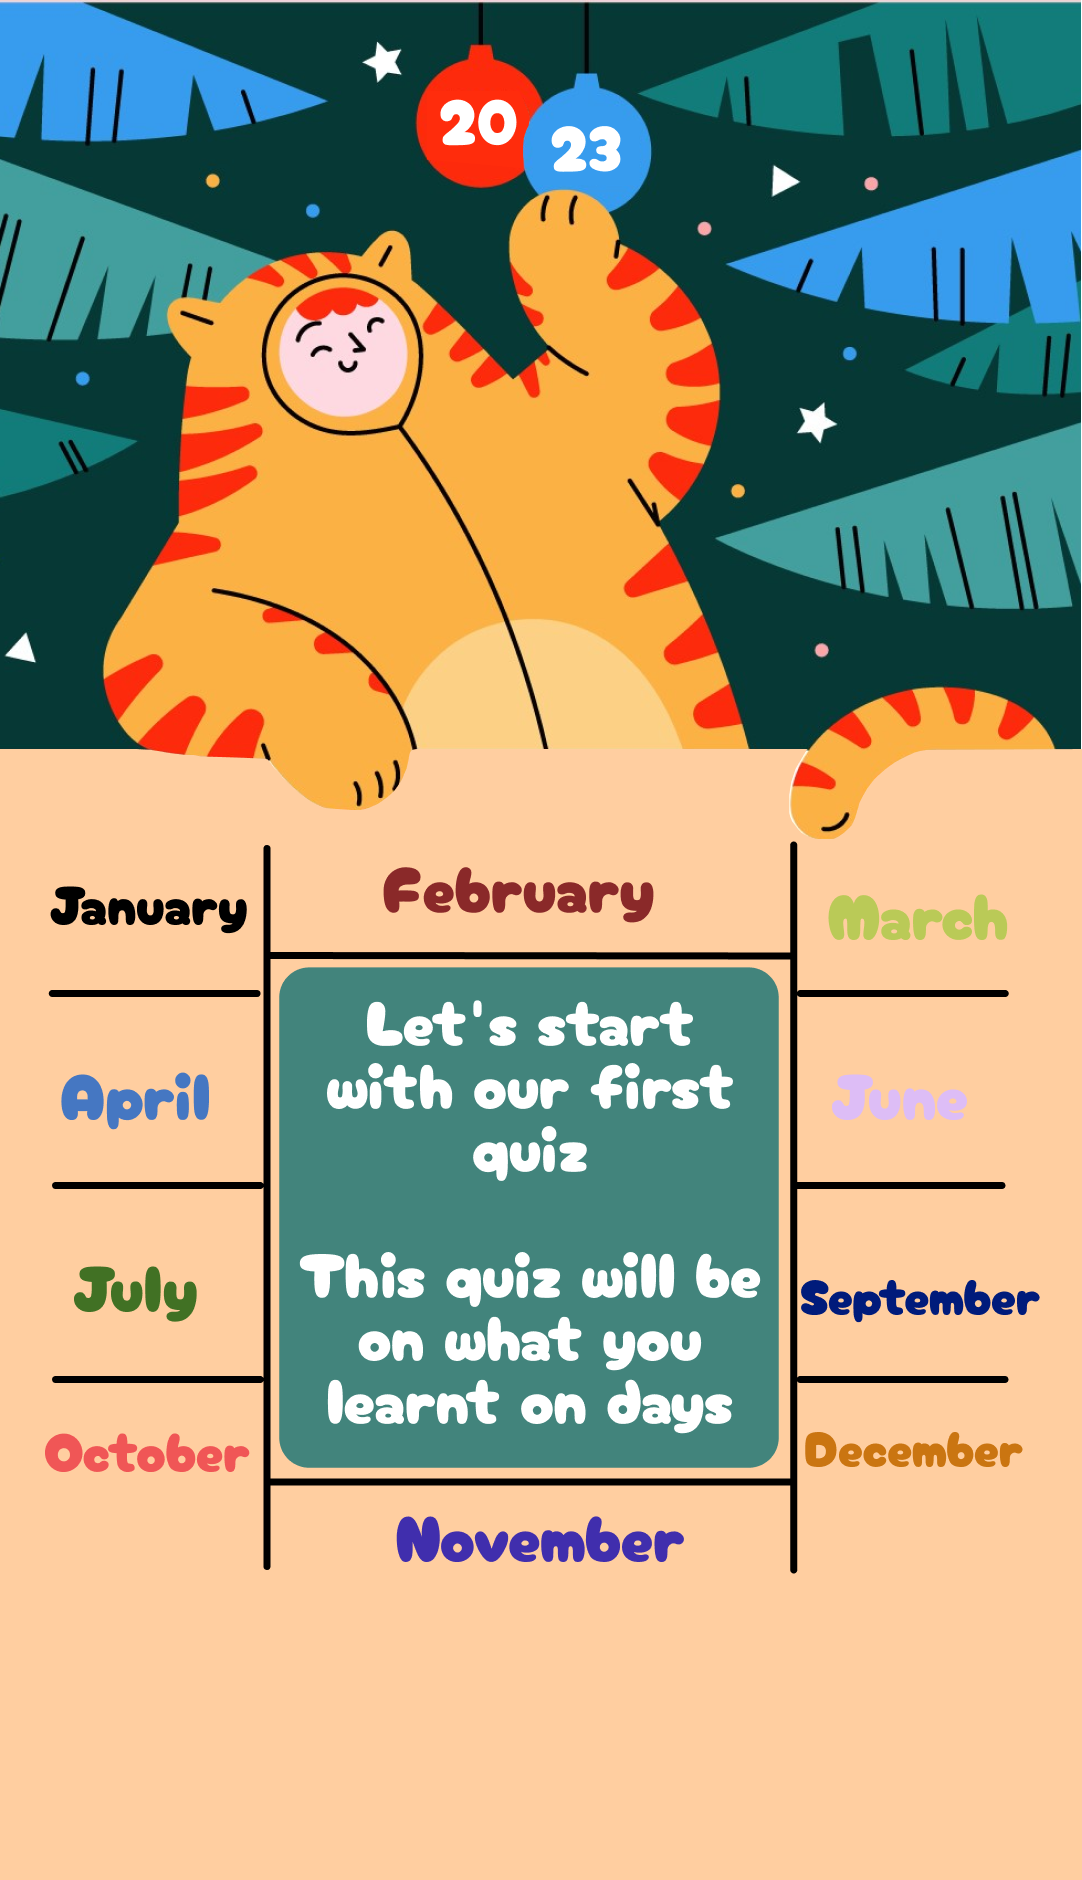 20
23
January
February
March
Let's start
with our first
quiz
This quiz will be
on what you
learnt on days
April
June
July
September
October
December
November